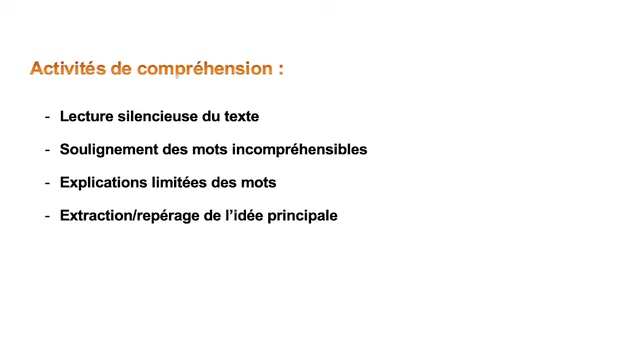 Activités de compréhension :
- Lecture silencieuse du texte
- Soulignement des mots incompréhensibles
- Explications limitées des mots
- Extraction/repérage de l’idée principale